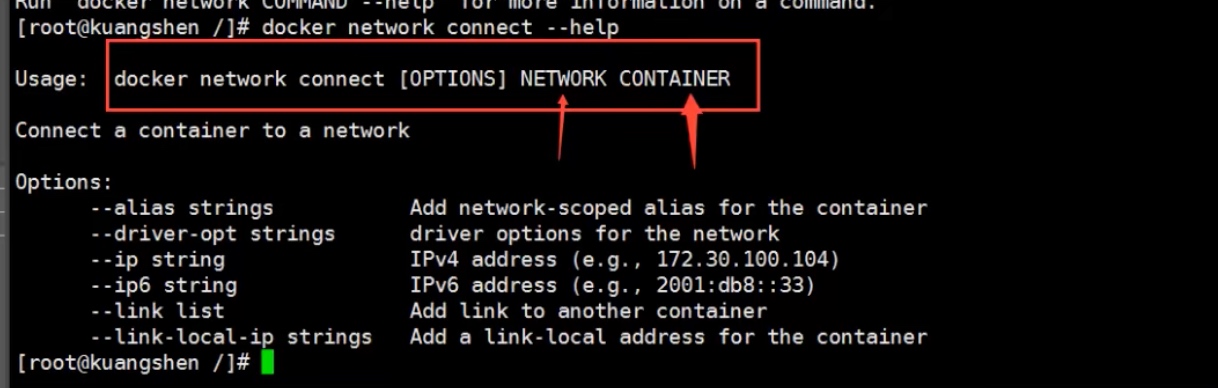 Run 'docker network COMMAND --help' for more information on a command.
[root@kuangshen /]# docker network connect --help
Usage:  docker network connect [OPTIONS] NETWORK CONTAINER
Connect a container to a network
Options:
      --alias strings           Add network-scoped alias for the container
      --driver-opt strings      driver options for the network
      --ip string               IPv4 address (e.g., 172.30.100.104)
      --ip6 string              IPv6 address (e.g., 2001:db8::33)
      --link list               Add link to another container
      --link-local-ip strings   Add a link-local address for the container
[root@kuangshen /]#